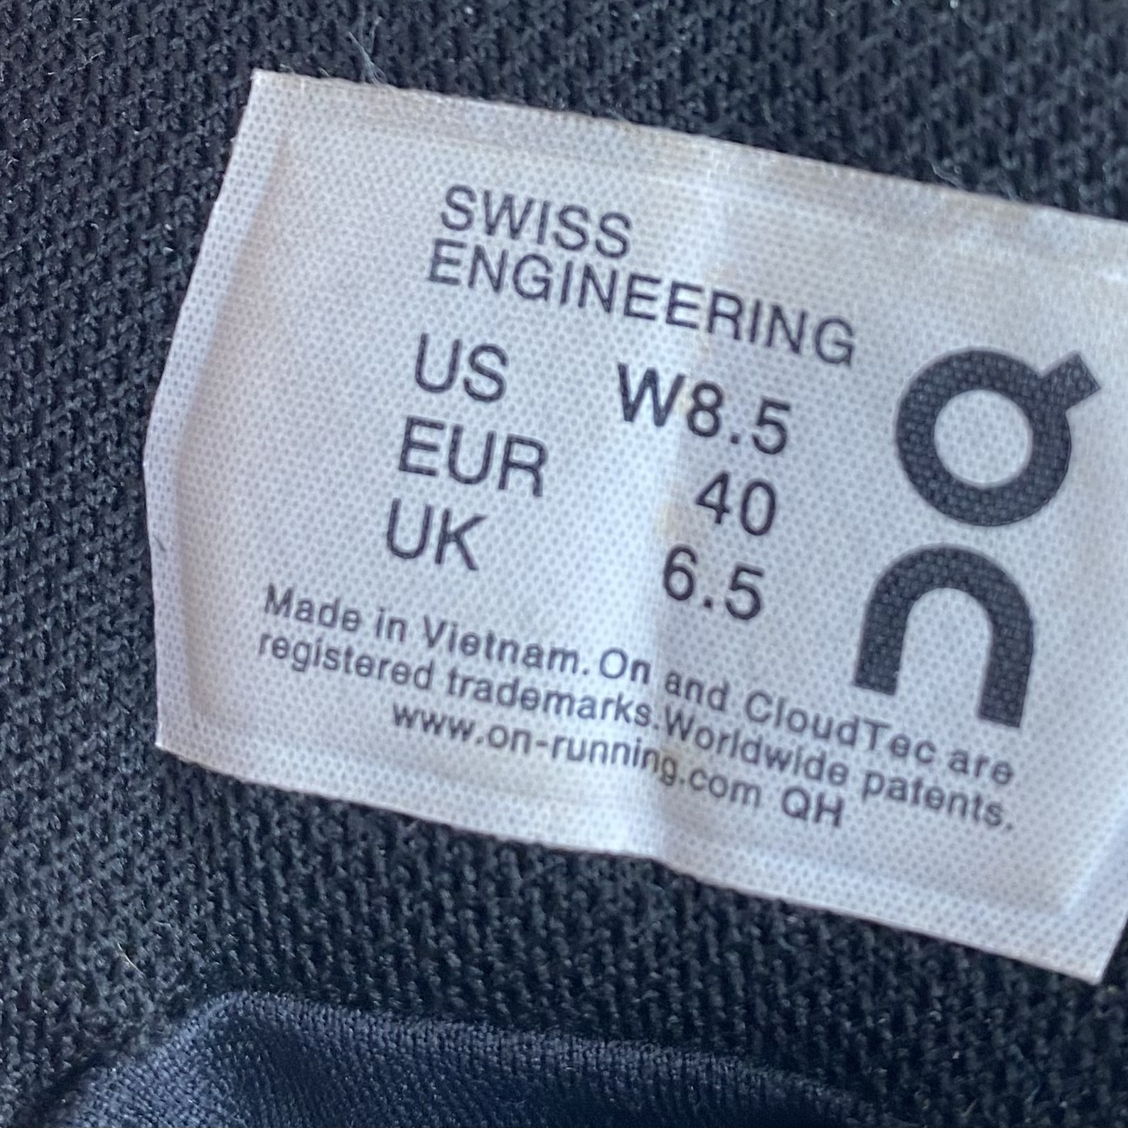 SWISS
ENGINEERING
US W8.5
EUR 40
UK 6.5
On
Made in Vietnam. On and CloudTec are
registered trademarks. Worldwide patents.
www.on-running.com QH